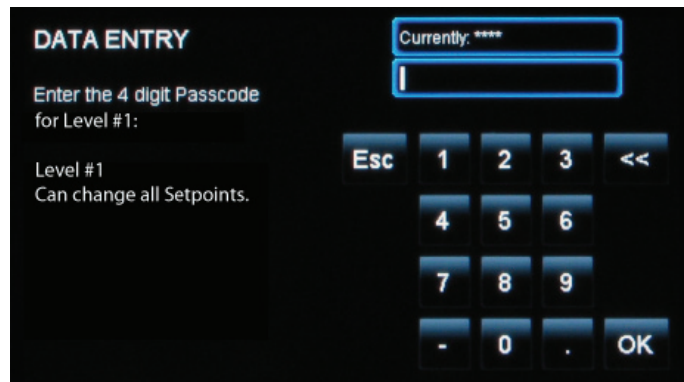 DATA ENTRY
Currently: ****
Enter the 4 digit Passcode
for Level #1:
Level #1
Can change all Setpoints.
Esc 1 2 3 <<
4 5 6
7 8 9
- 0 . OK